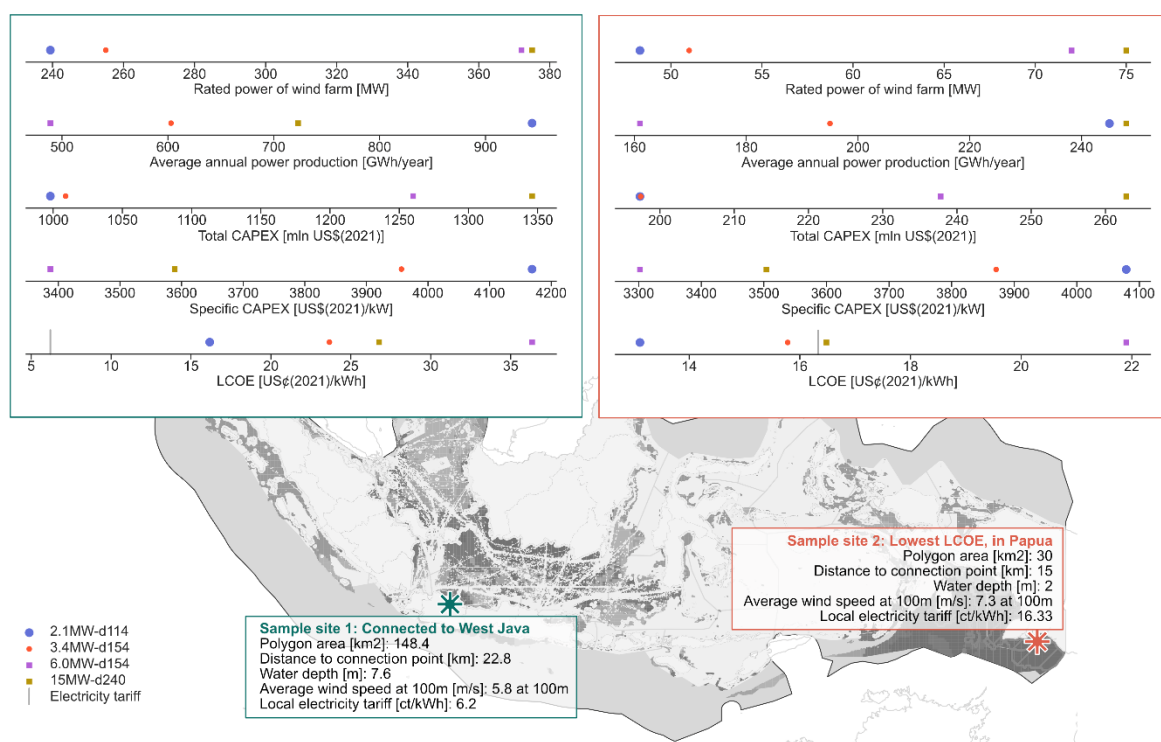 240 260 280 300 320 340 360 380
Rated power of wind farm [MW]
500 600 700 800 900
Average annual power production [GWh/year]
1000 1050 1100 1150 1200 1250 1300 1350
Total CAPEX [mln US$(2021)]
3400 3500 3600 3700 3800 3900 4000 4100 4200
Specific CAPEX [US$(2021)/kW]
5 10 15 20 25 30 35
LCOE [US¢(2021)/kWh]
50 55 60 65 70 75
Rated power of wind farm [MW]
160 180 200 220 240
Average annual power production [GWh/year]
200 210 220 230 240 250 260
Total CAPEX [mln US$(2021)]
3300 3400 3500 3600 3700 3800 3900 4000 4100
Specific CAPEX [US$(2021)/kW]
14 16 18 20 22
LCOE [US¢(2021)/kWh]
Sample site 2: Lowest LCOE, in Papua
Polygon area [km2]: 30
Distance to connection point [km]: 15
Water depth [m]: 2
Average wind speed at 100m [m/s]: 7.3 at 100m
Local electricity tariff [ct/kWh]: 16.33
Sample site 1: Connected to West Java
Polygon area [km2]: 148.4
Distance to connection point [km]: 22.8
Water depth [m]: 7.6
Average wind speed at 100m [m/s]: 5.8 at 100m
Local electricity tariff [ct/kWh]: 6.2
2.1MW-d114
3.4MW-d154
6.0MW-d154
15MW-d240
Electricity tariff